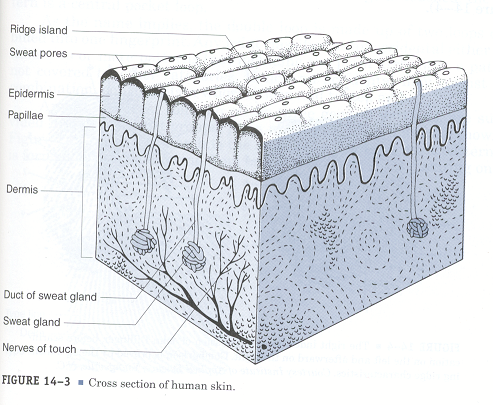 Ridge island
Sweat pores
Epidermis
Papillae
Dermis
Duct of sweat gland
Sweat gland
Nerves of touch
FIGURE 14–3 ■ Cross section of human skin.